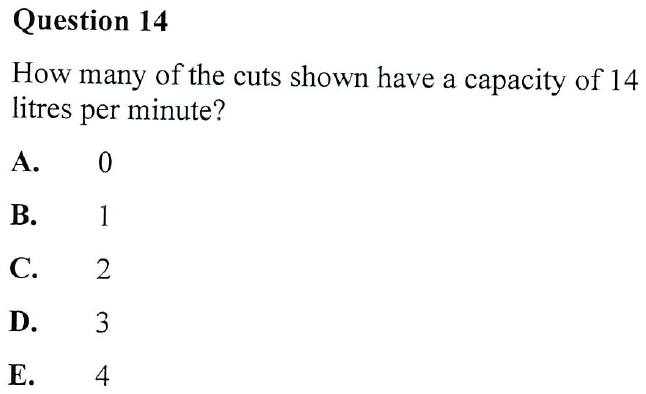 Question 14
How many of the cuts shown have a capacity of 14
litres per minute?
A. 0
B. 1
C. 2
D. 3
E. 4